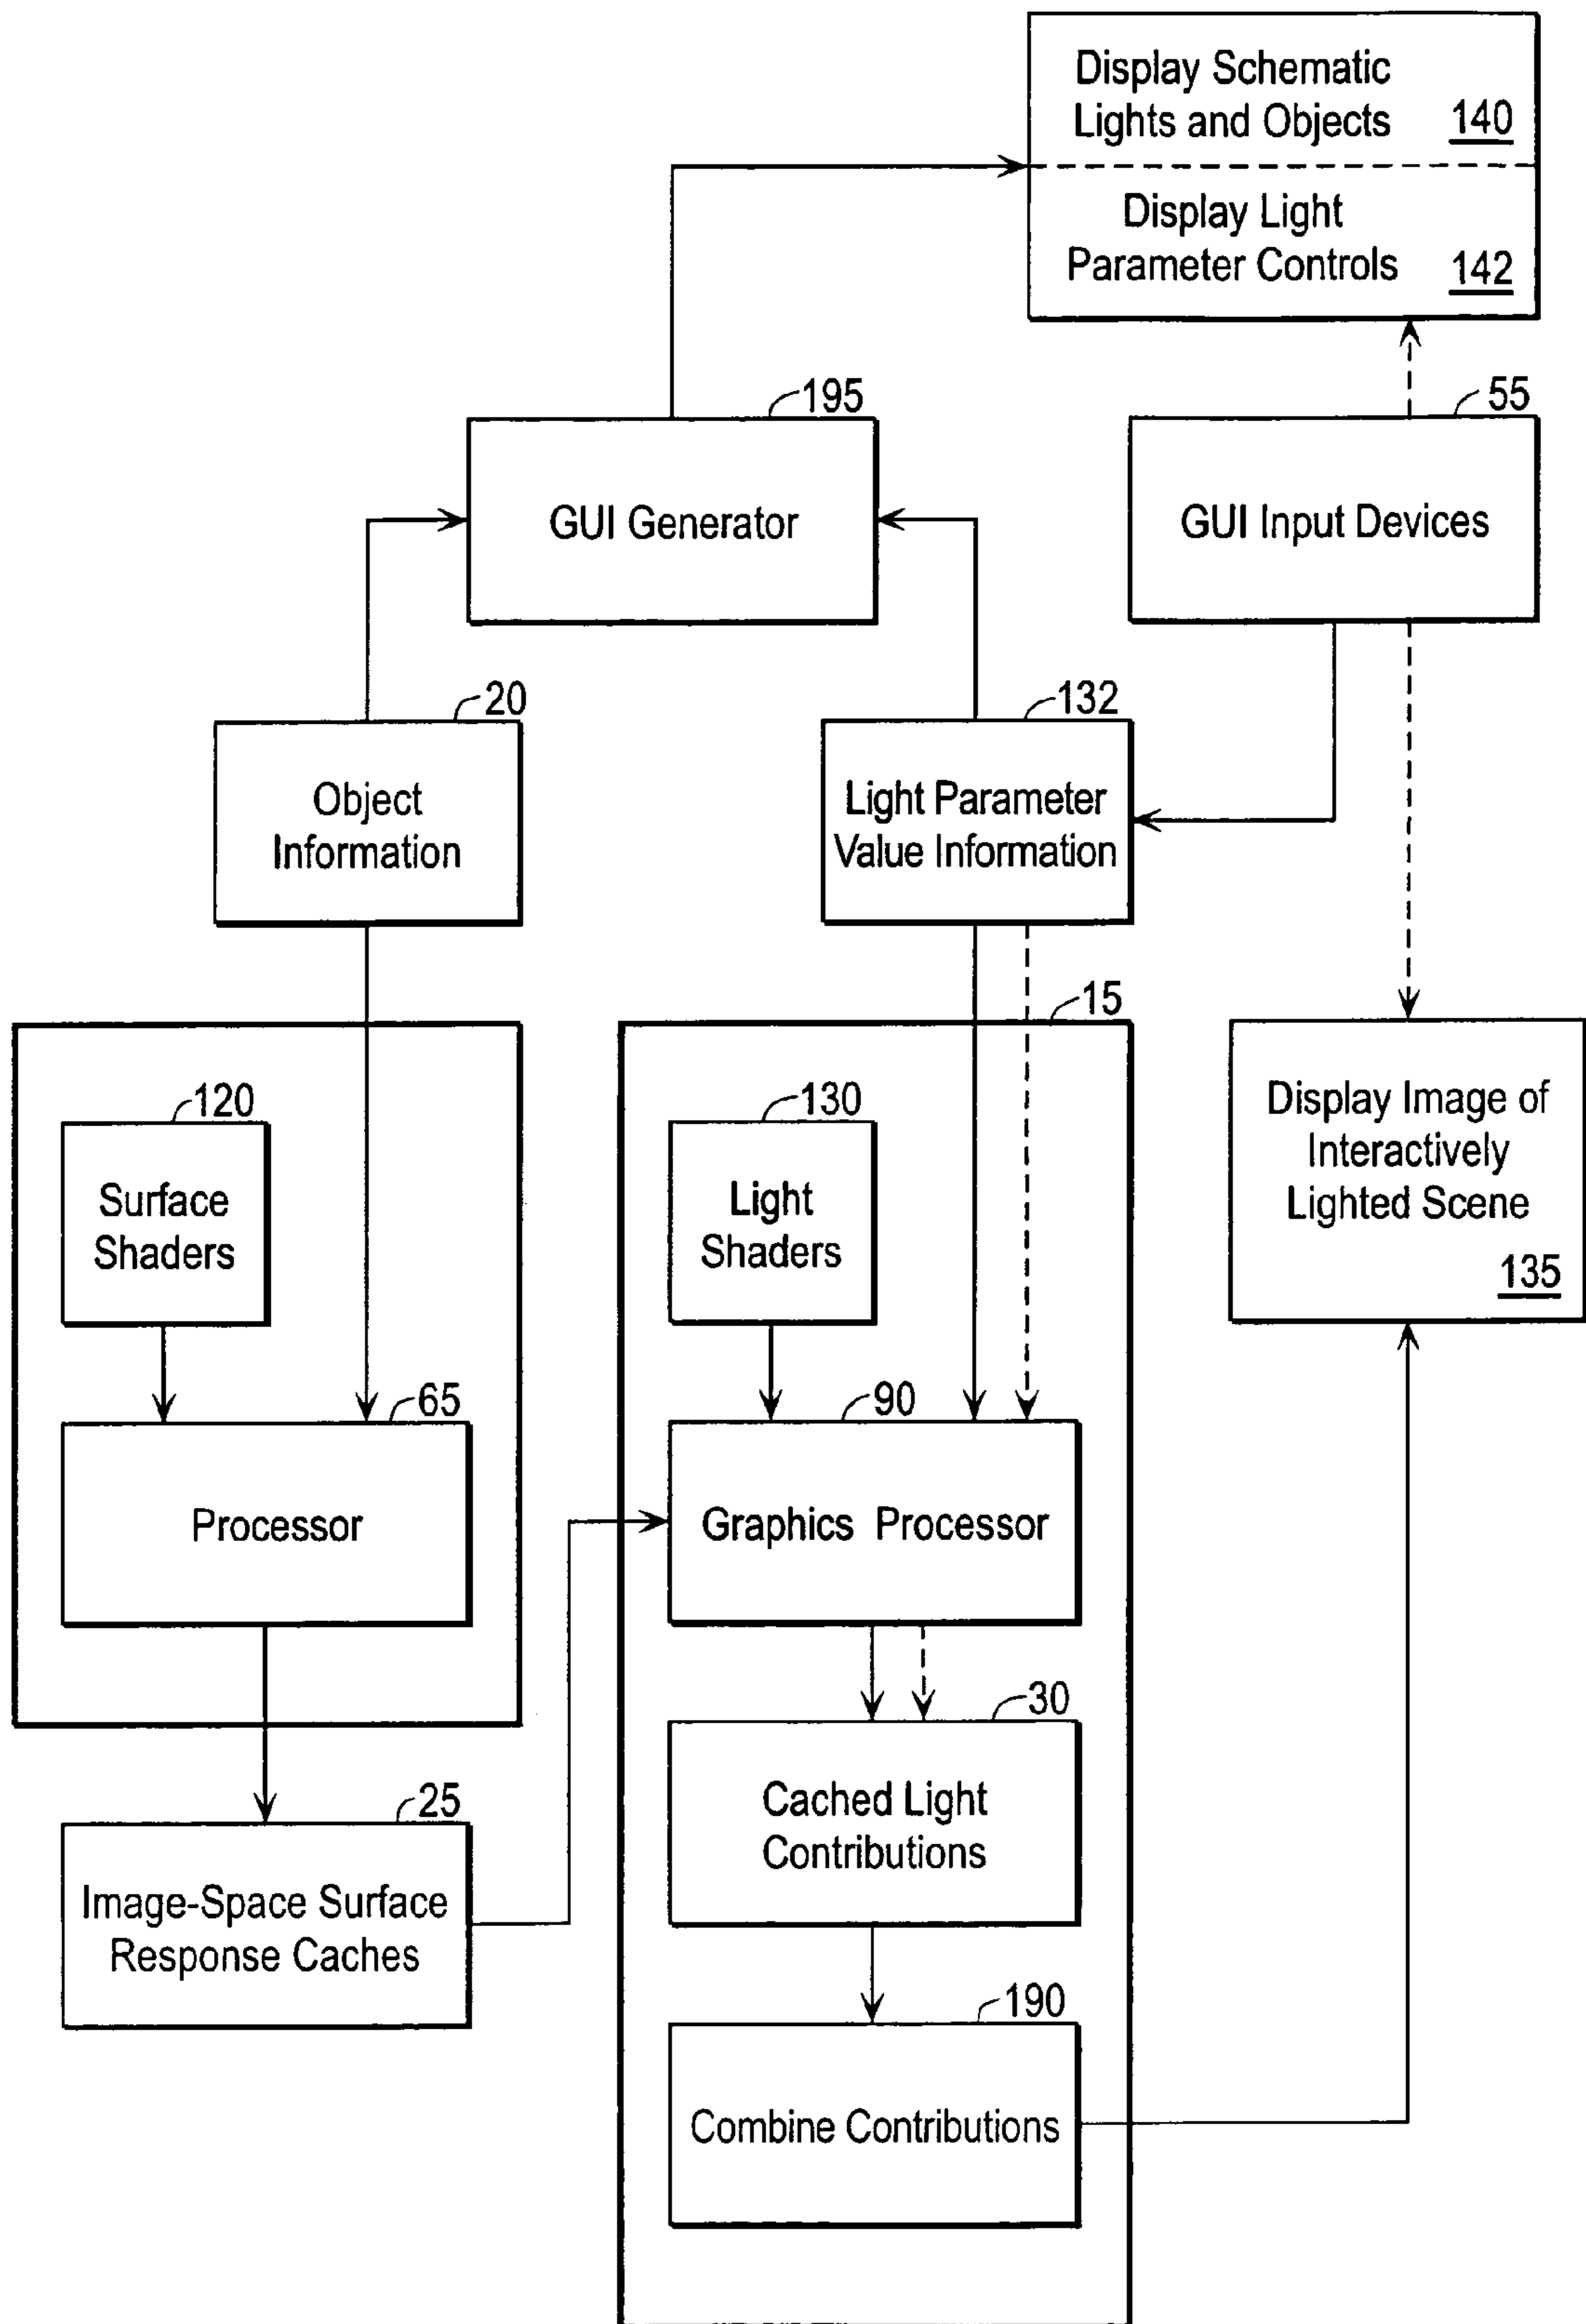 Display Schematic
Lights and Objects 140
Display Light
Parameter Controls 142
195
GUI Generator
55
GUI Input Devices
20
Object
Information
132
Light Parameter
Value Information
15
120
Surface
Shaders
130
Light
Shaders
Display Image of
Interactively
Lighted Scene
135
65
Processor
90
Graphics Processor
30
Cached Light
Contributions
25
Image-Space Surface
Response Caches
190
Combine Contributions